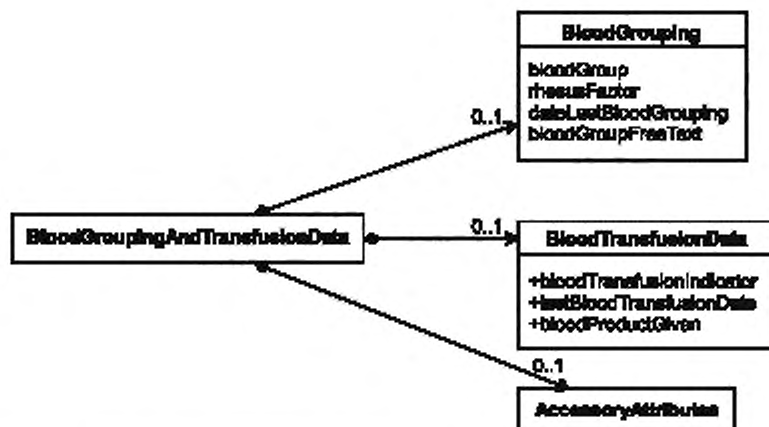 BloodGrouping
bloodGroup
rhesusFactor
dateLastBloodGrouping
bloodGroupFreeText
0..1
BloodGroupingAndTransfusionData
0..1
BloodTransfusionData
+bloodTransfusionIndicator
+lastBloodTransfusionDate
+bloodProductGiven
0..1
AccessoryAttributes